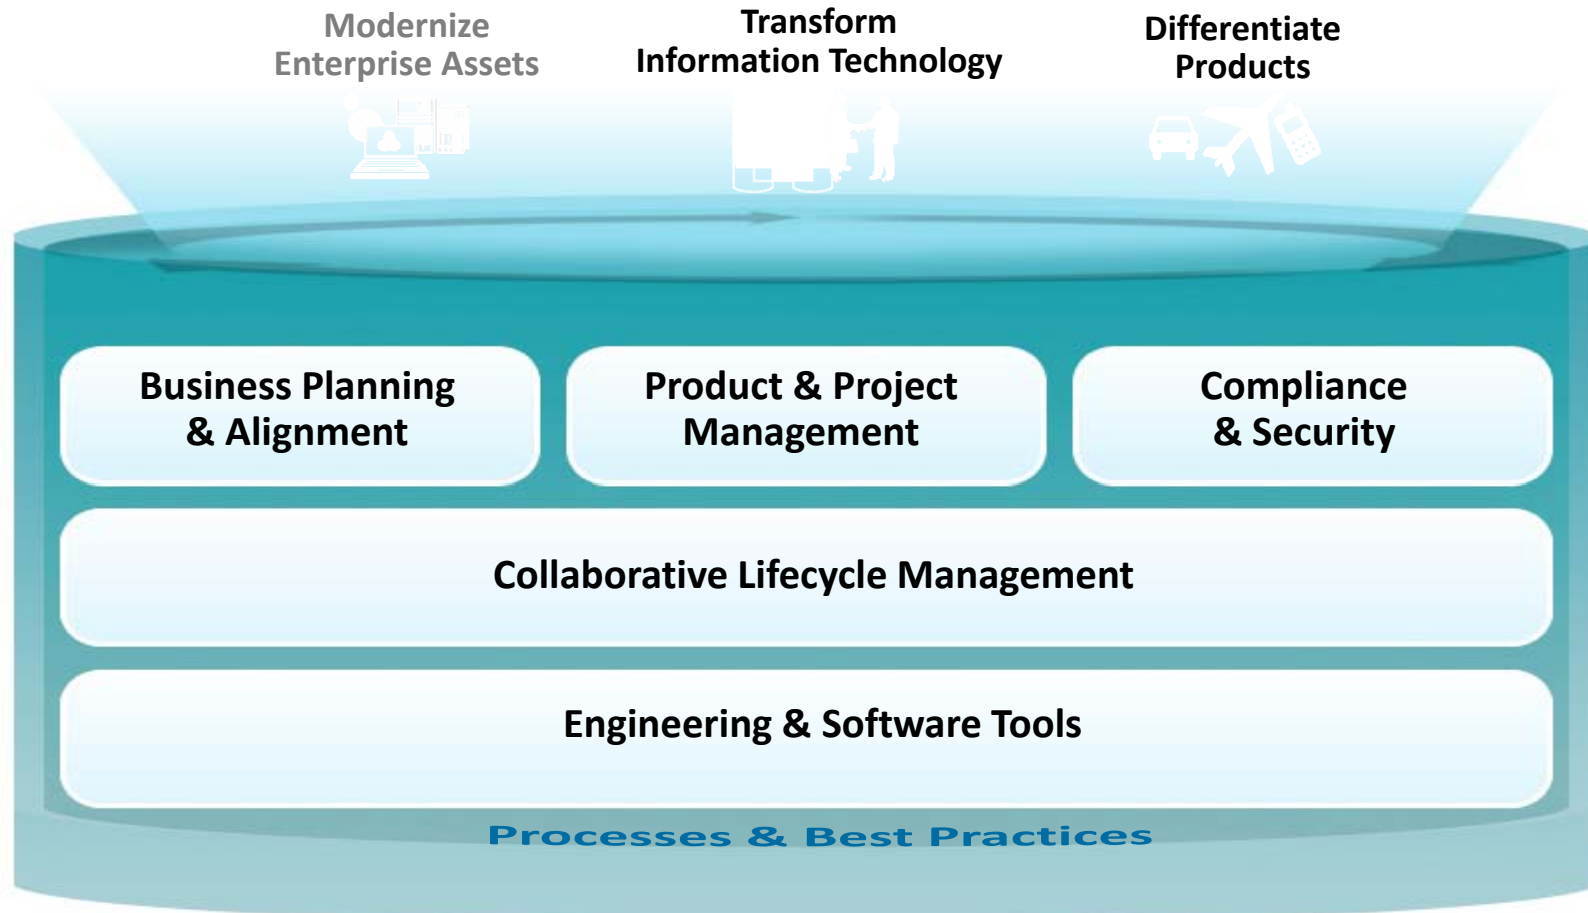 Modernize
Enterprise Assets
Transform
Information Technology
Differentiate
Products
Business Planning
& Alignment
Product & Project
Management
Compliance
& Security
Collaborative Lifecycle Management
Engineering & Software Tools
Processes & Best Practices